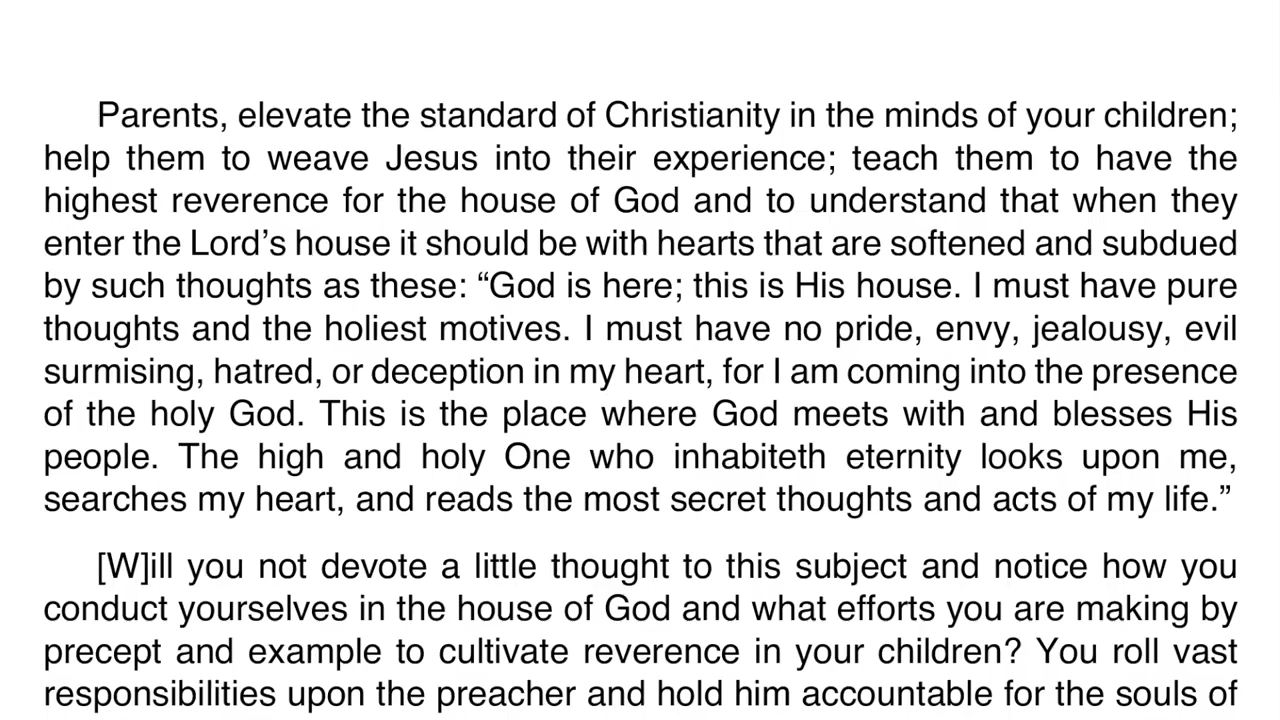 Parents, elevate the standard of Christianity in the minds of your children;
help them to weave Jesus into their experience; teach them to have the
highest reverence for the house of God and to understand that when they
enter the Lord’s house it should be with hearts that are softened and subdued
by such thoughts as these: “God is here; this is His house. I must have pure
thoughts and the holiest motives. I must have no pride, envy, jealousy, evil
surmising, hatred, or deception in my heart, for I am coming into the presence
of the holy God. This is the place where God meets with and blesses His
people. The high and holy One who inhabiteth eternity looks upon me,
searches my heart, and reads the most secret thoughts and acts of my life.”
[W]ill you not devote a little thought to this subject and notice how you
conduct yourselves in the house of God and what efforts you are making by
precept and example to cultivate reverence in your children? You roll vast
responsibilities upon the preacher and hold him accountable for the souls of